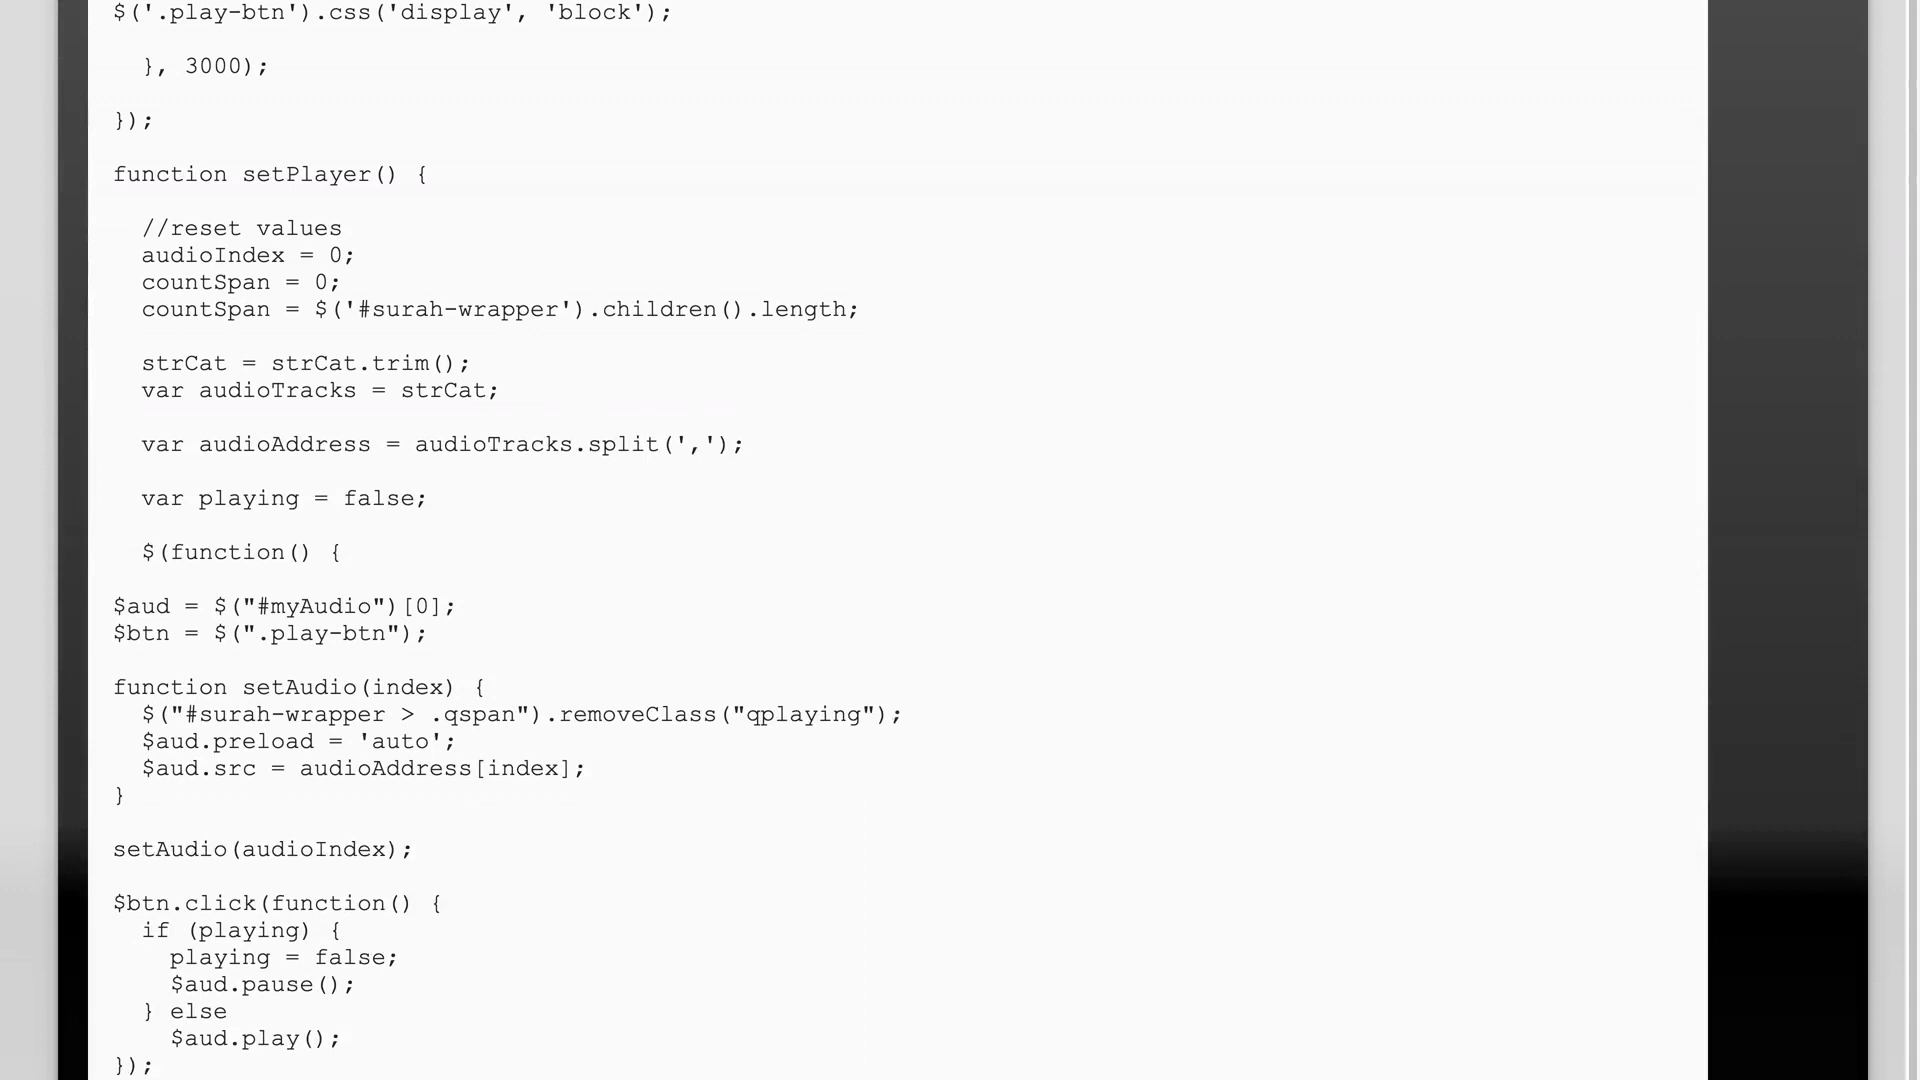 $('.play-btn').css('display', 'block');
}, 3000);
});
function setPlayer() {
//reset values
audioIndex = 0;
countSpan = 0;
countSpan = $('#surah-wrapper').children().length;
strCat = strCat.trim();
var audioTracks = strCat;
var audioAddress = audioTracks.split(',');
var playing = false;
$(function() {
$aud = $("#myAudio")[0];
$btn = $(".play-btn");
function setAudio(index) {
$("#surah-wrapper > .qspan").removeClass("qplaying");
$aud.preload = 'auto';
$aud.src = audioAddress[index];
}
setAudio(audioIndex);
$btn.click(function() {
if (playing) {
playing = false;
$aud.pause();
} else
$aud.play();
});